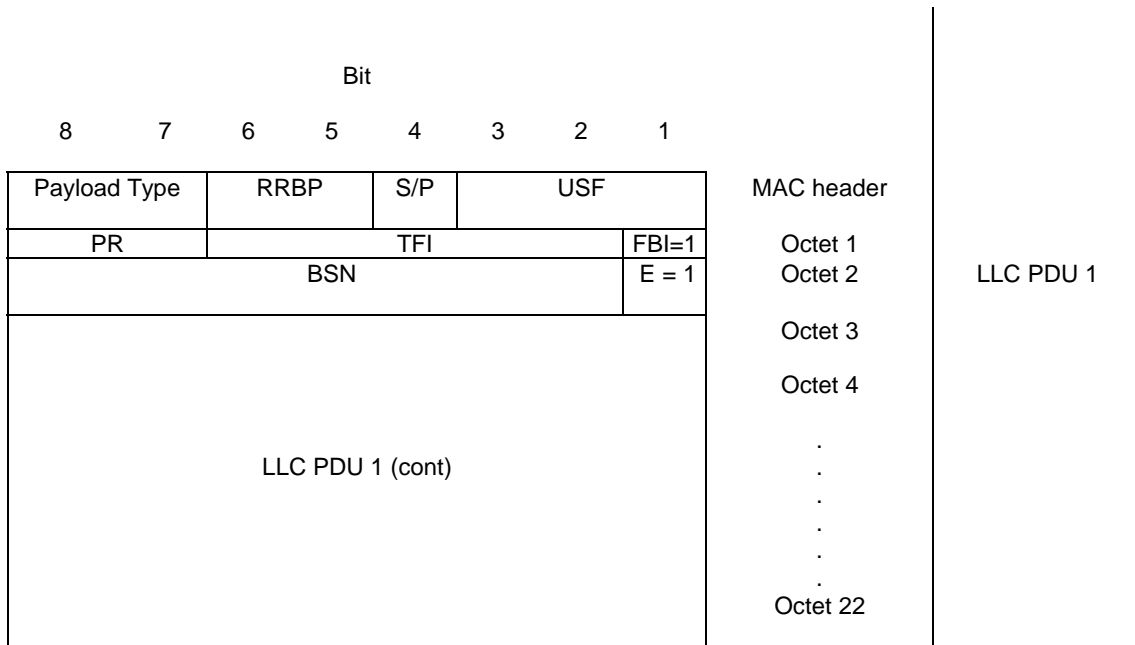 Bit
8 7 6 5 4 3 2 1
Payload Type RRBP S/P USF MAC header
PR TFI FBI=1 Octet 1
BSN E = 1 Octet 2 LLC PDU 1
Octet 3
Octet 4
.
LLC PDU 1 (cont) .
.
.
.
.
Octet 22